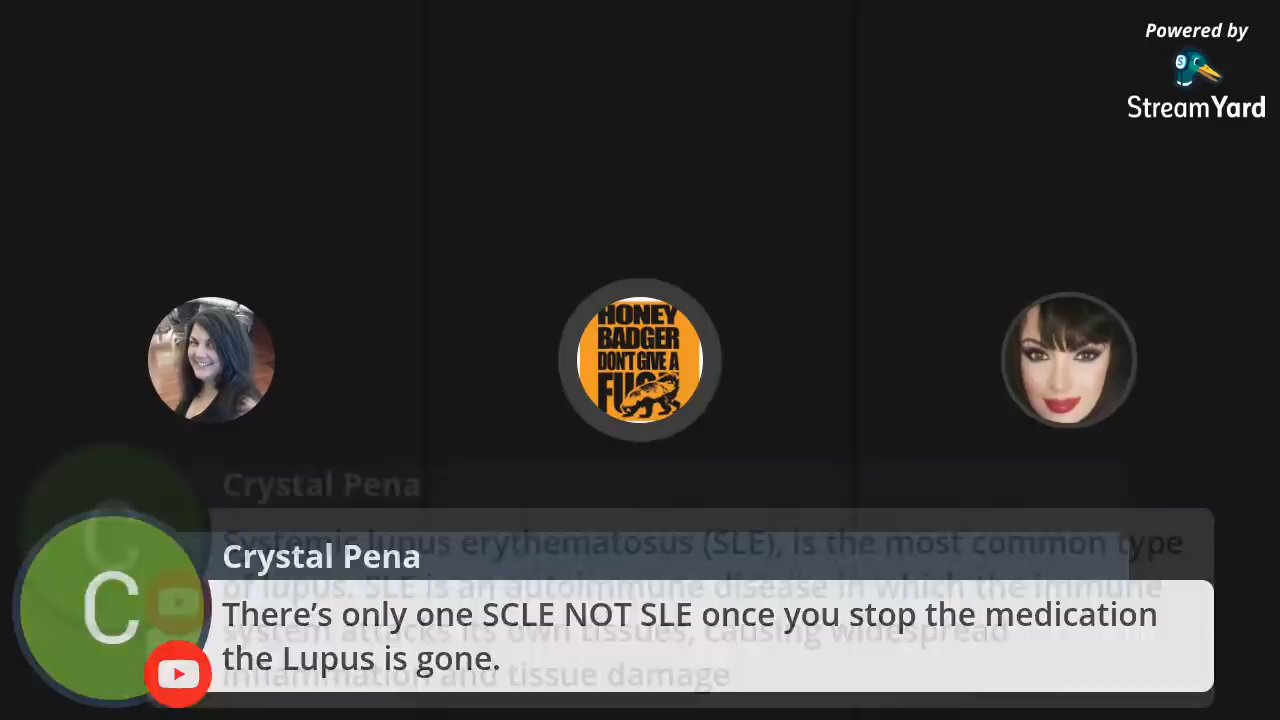 Powered by
S
StreamYard
HONEY
BADGER
DON'T GIVE A
Crystal Pena
Systemic lupus erythematosus (SLE), is the most common type
of lupus. SLE is an autoimmune disease in which the immune
system attacks its own tissues, causing widespread
inflammation and tissue damage
C
Crystal Pena
There’s only one SCLE NOT SLE once you stop the medication
the Lupus is gone.
C